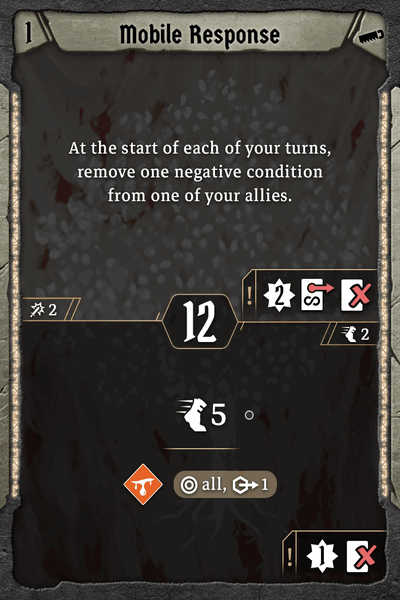 1
Mobile Response
At the start of each of your turns,
remove one negative condition
from one of your allies.
! 2
2
12
2
5
all, 1
! 1